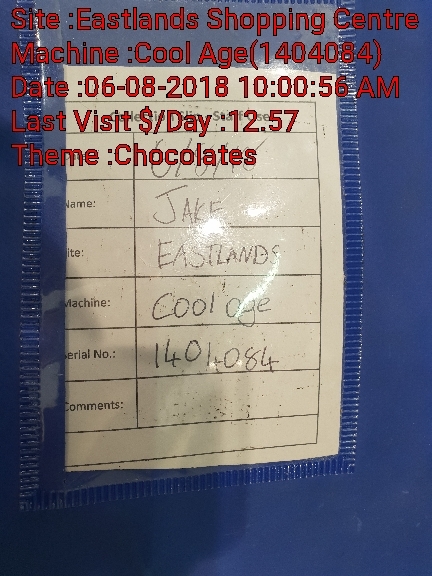 Site :Eastlands Shopping Centre
Machine :Cool Age(1404084)
Date :06-08-2018 10:00:56 AM
Last Visit $/Day :12.57
Theme :Chocolates
Name: JAKE
ite: EASTLANDS
Machine: Cool age
erial No.: 1404084
Comments: